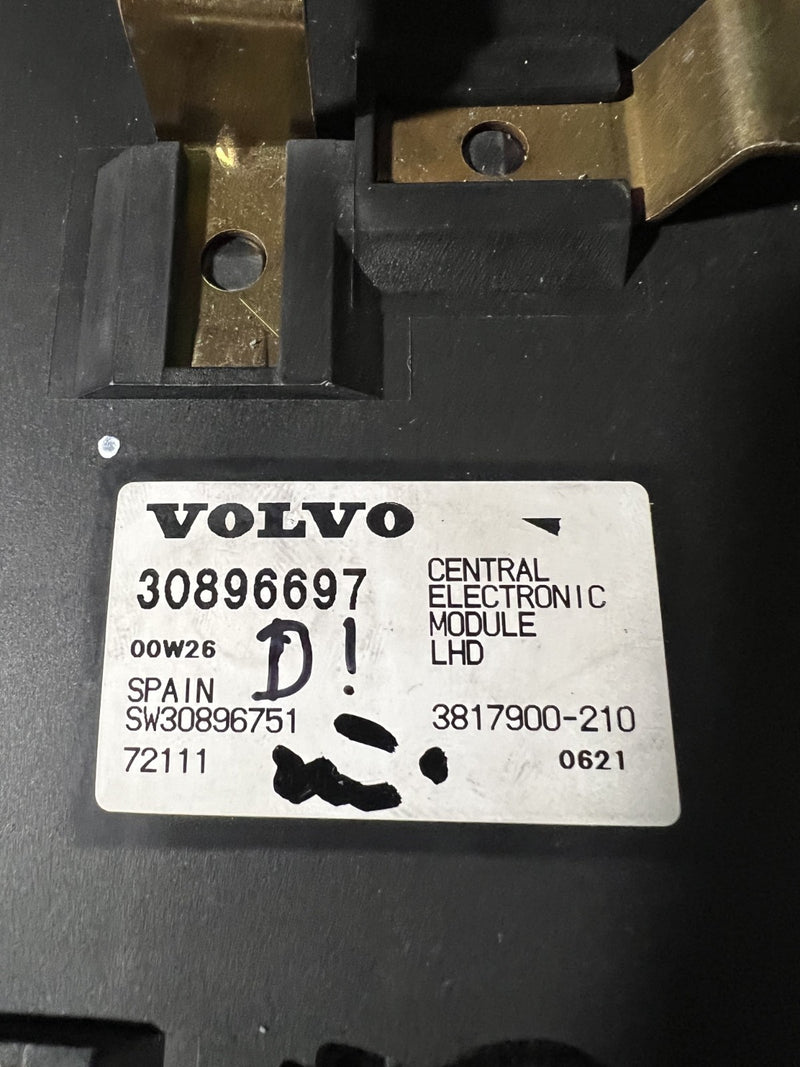 VOLVO
30896697
CENTRAL
ELECTRONIC
MODULE
LHD
00W26
D!
SPAIN
SW30896751
3817900-210
72111
0621